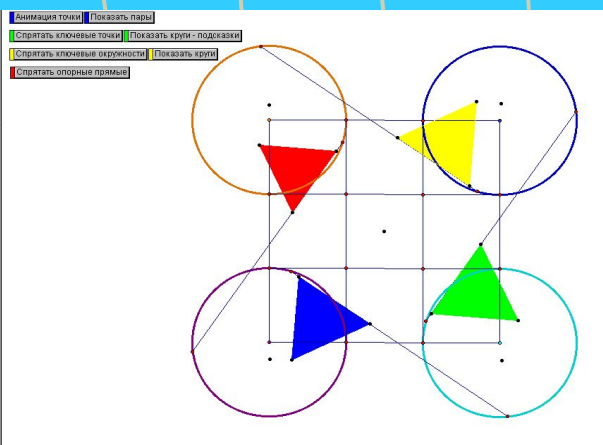 Анимация точки Показать пары
Спрятать ключевые точки Показать круги - подсказки
Спрятать ключевые окружности Показать круги
Спрятать опорные прямые